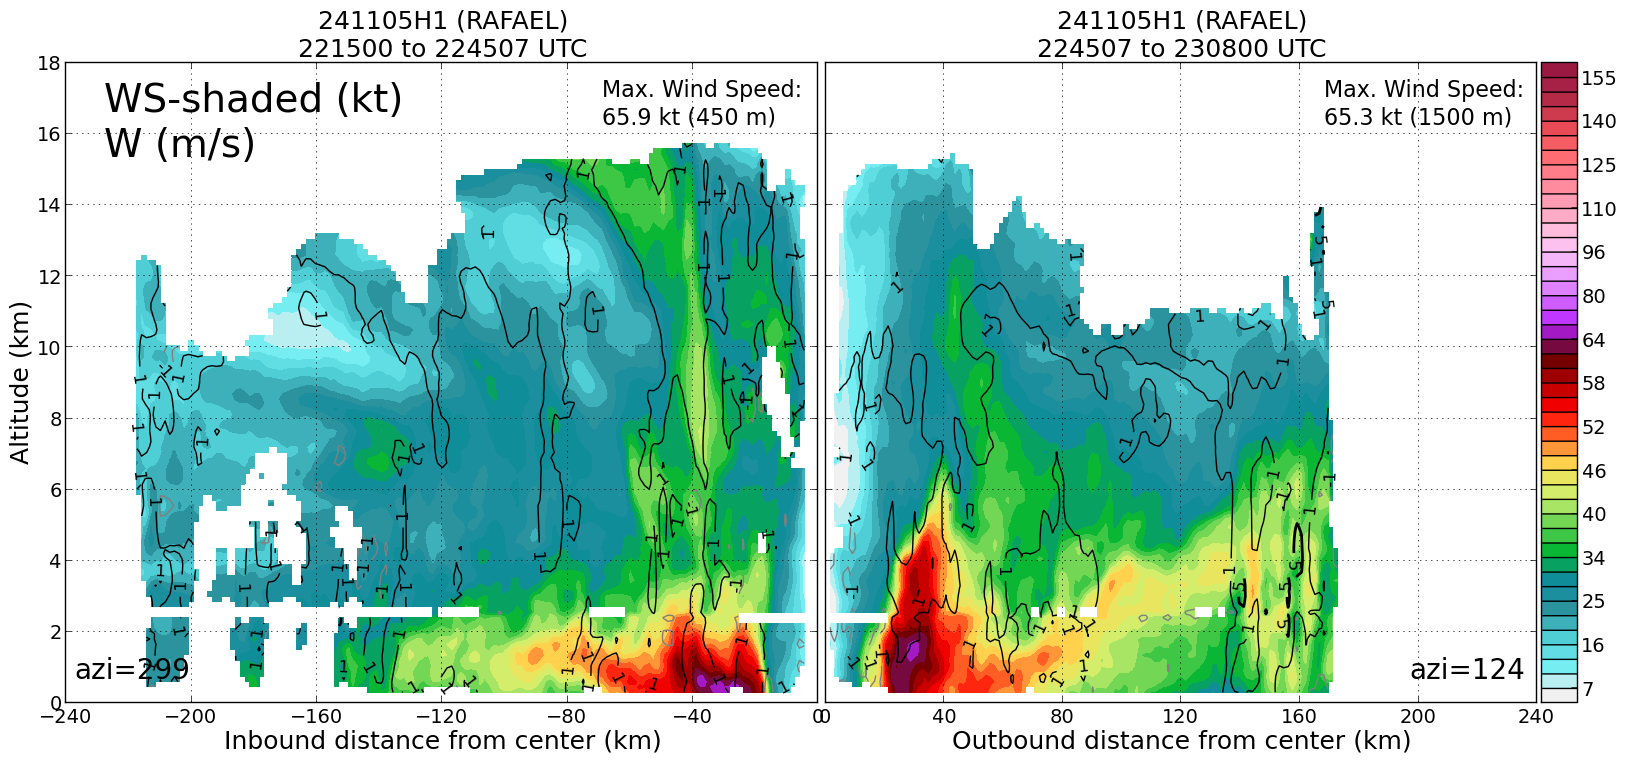 241105H1 (RAFAEL)
221500 to 224507 UTC
241105H1 (RAFAEL)
224507 to 230800 UTC
WS-shaded (kt)
W (m/s)
Max. Wind Speed:
65.9 kt (450 m)
Max. Wind Speed:
65.3 kt (1500 m)
18
16
14
12
10
8
6
4
2
0
Altitude (km)
azi=299
azi=124
−240
−200
−160
−120
−80
−40
0
0
40
80
120
160
200
240
Inbound distance from center (km)
Outbound distance from center (km)
155
140
125
110
96
80
64
58
52
46
40
34
25
16
7